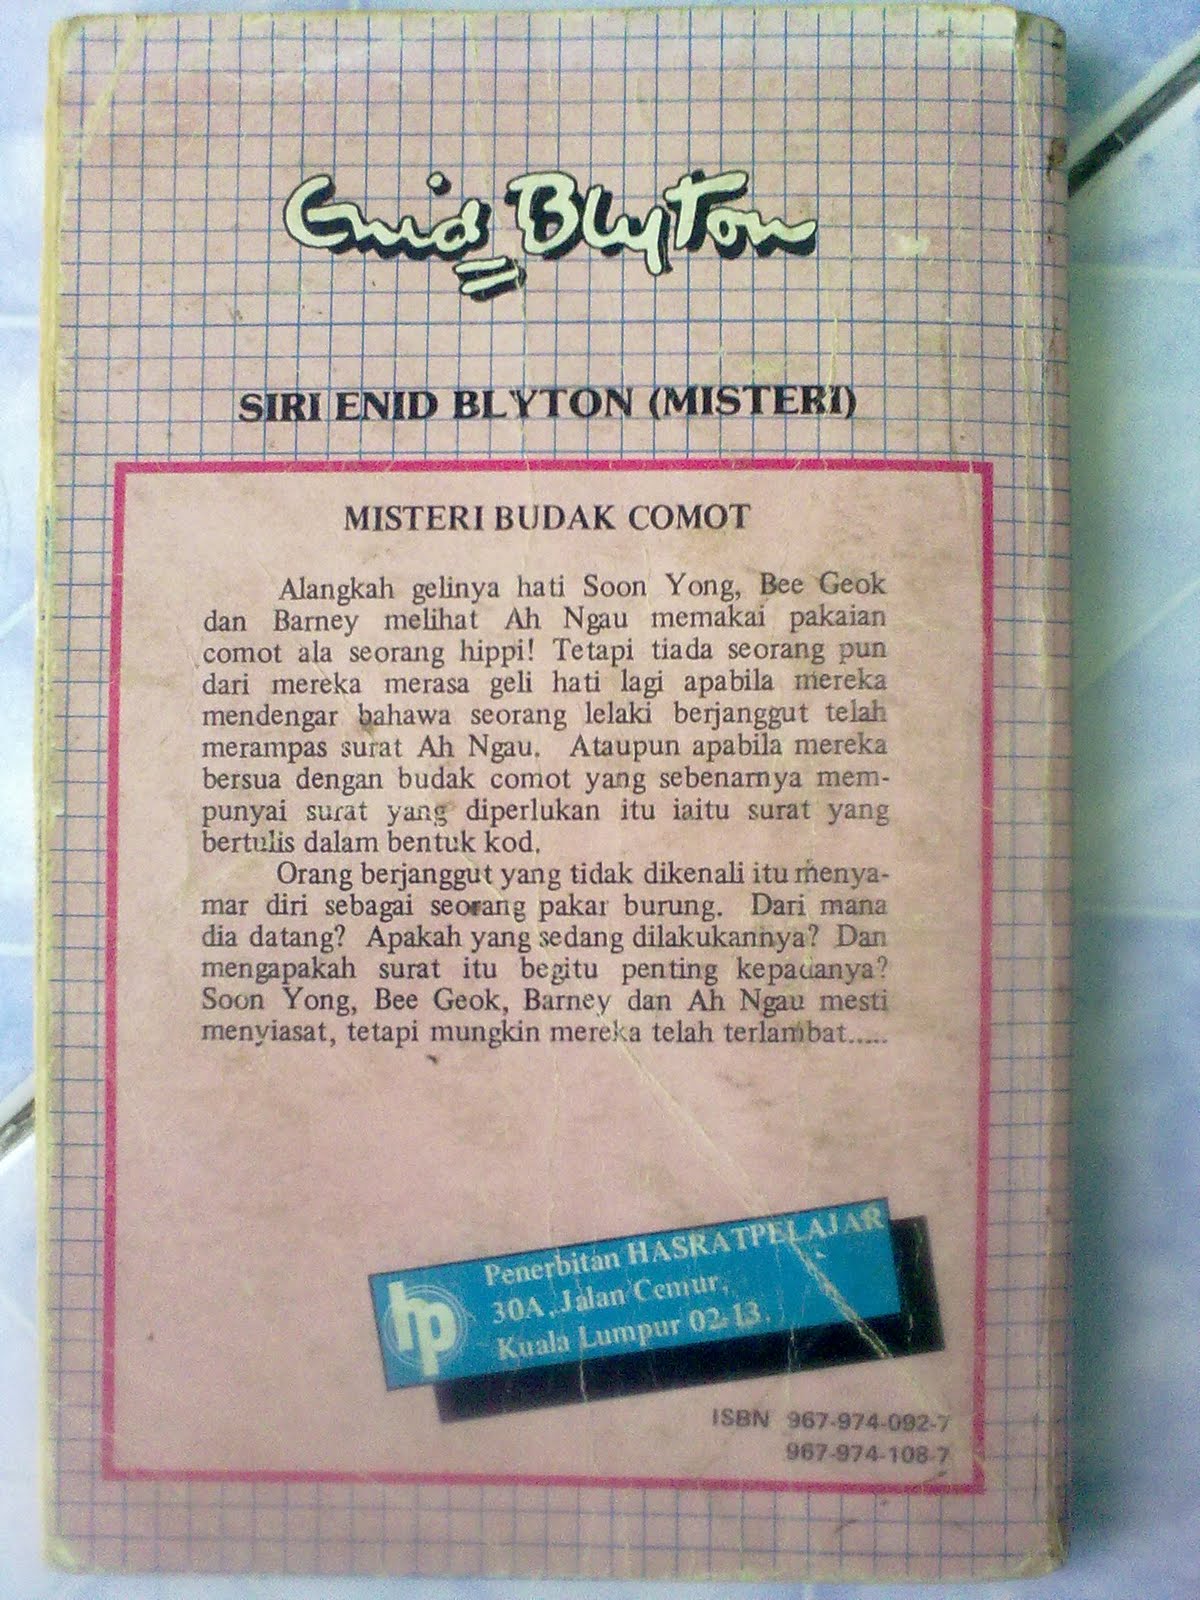 Enid Blyton
SIRI ENID BLYTON (MISTERI)
MISTERI BUDAK COMOT
Alangkah gelinya hati Soon Yong, Bee Geok
dan Barney melihat Ah Ngau memakai pakaian
comot ala seorang hippi! Tetapi tiada seorang pun
dari mereka merasa geli hati lagi apabila mereka
mendengar bahawa seorang lelaki berjanggut telah
merampas surat Ah Ngau. Ataupun apabila mereka
bersua dengan budak comot yang sebenarnya mem-
punyai surat yang diperlukan itu iaitu surat yang
bertulis dalam bentuk kod.
Orang berjanggut yang tidak dikenali itu menya-
mar diri sebagai seorang pakar burung. Dari mana
dia datang? Apakah yang sedang dilakukannya? Dan
mengapakah surat itu begitu penting kepadanya?
Soon Yong, Bee Geok, Barney dan Ah Ngau mesti
menyiasat, tetapi mungkin mereka telah terlambat.....
hp
Penerbitan HASRATPELAJAR
30A, Jalan Cemur,
Kuala Lumpur 02-13.
ISBN 967-974-092-7
967-974-108-7